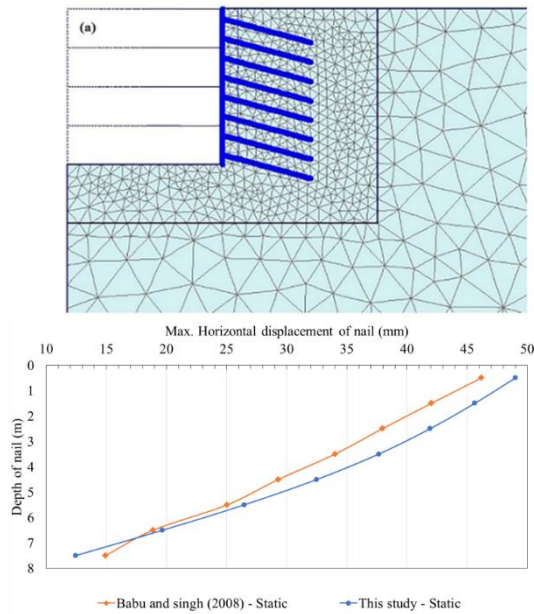 (a)
Max. Horizontal displacement of nail (mm)
10 15 20 25 30 35 40 45 50
Depth of nail (m)
0
1
2
3
4
5
6
7
8
Babu and singh (2008) - Static
This study - Static